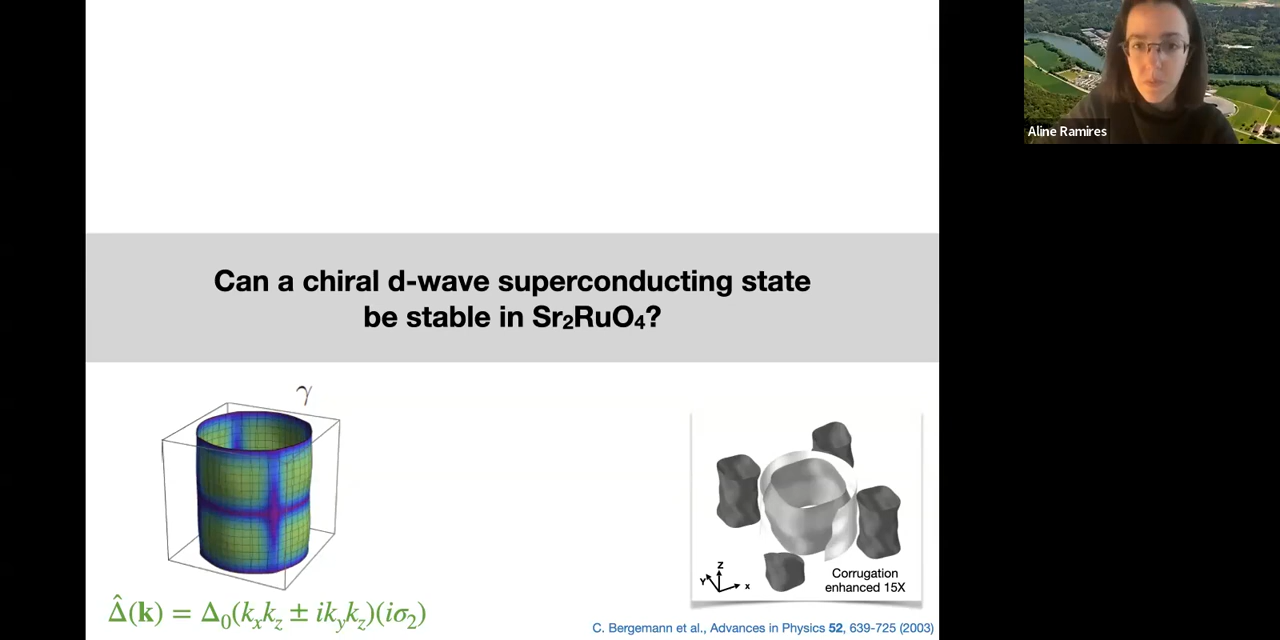 Aline Ramires
Can a chiral d-wave superconducting state
be stable in Sr₂RuO₄?
γ
Z
Y
x
Corrugation
enhanced 15X
Δ̂(k) = Δ₀(kₓk_z ± ik_yk_z)(iσ₂)
C. Bergemann et al., Advances in Physics 52, 639-725 (2003)